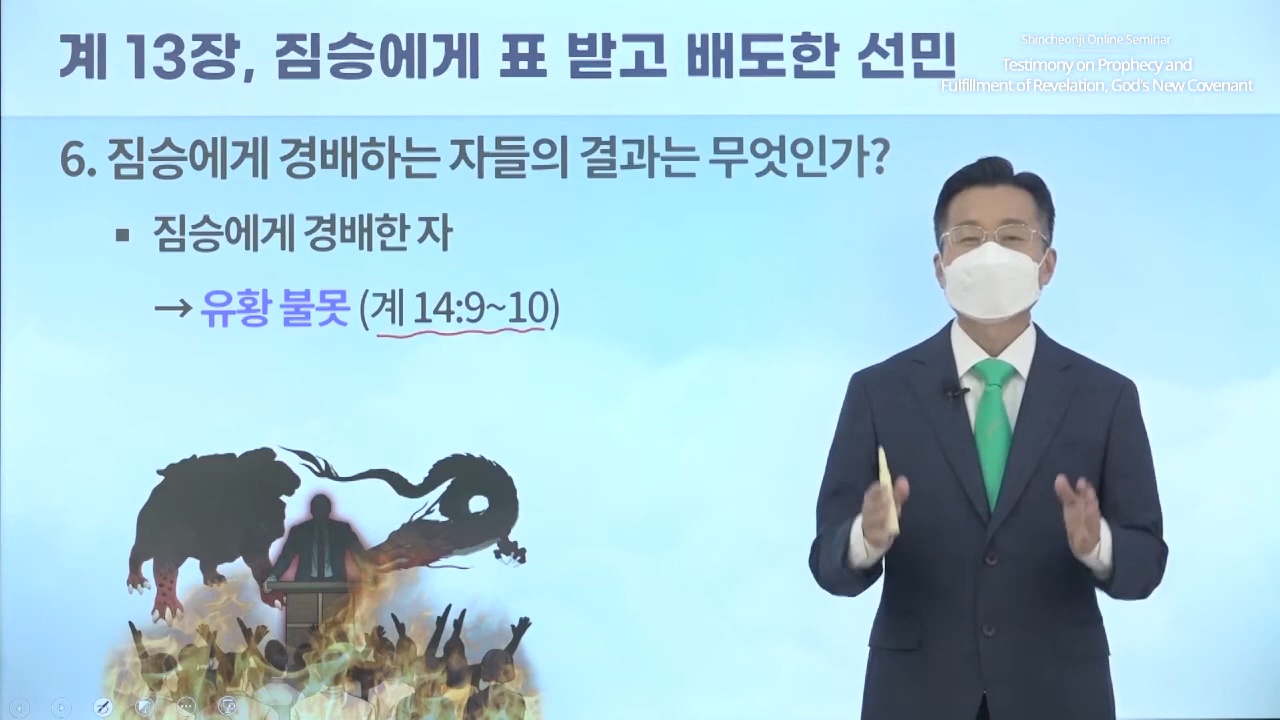 계 13장, 짐승에게 표 받고 배도한 선민
Shincheonji Online Seminar
Testimony on Prophecy and
Fulfillment of Revelation, God's New Covenant
6. 짐승에게 경배하는 자들의 결과는 무엇인가?
▪ 짐승에게 경배한 자
→ 유황 불못 (계 14:9~10)